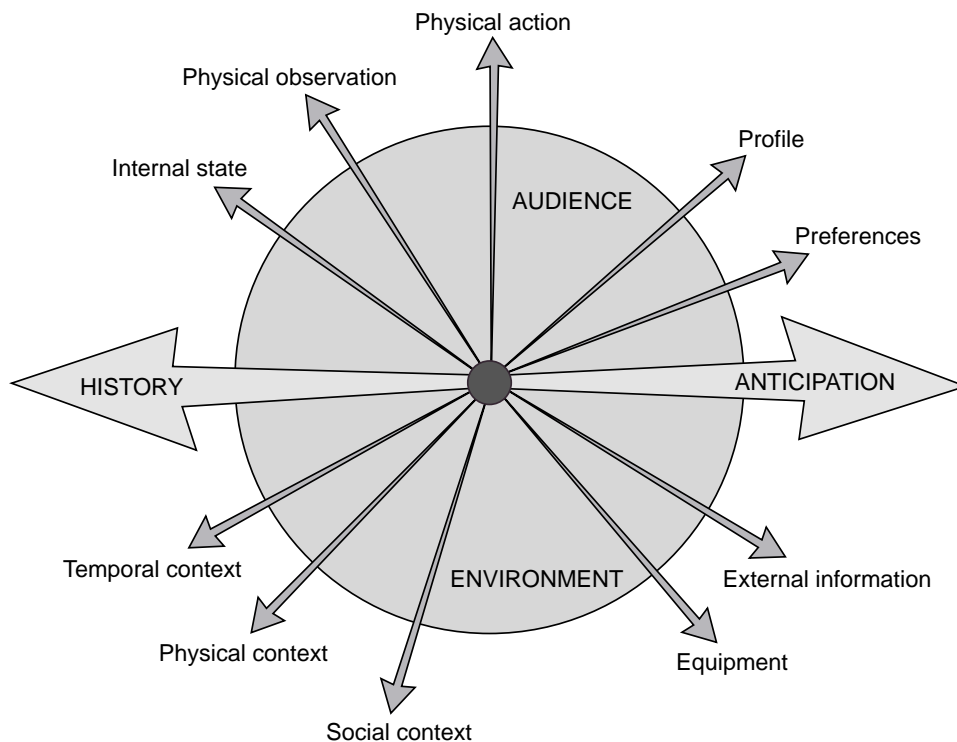 Physical action
Physical observation
Profile
Internal state
AUDIENCE
Preferences
HISTORY
ANTICIPATION
Temporal context
ENVIRONMENT
External information
Physical context
Equipment
Social context